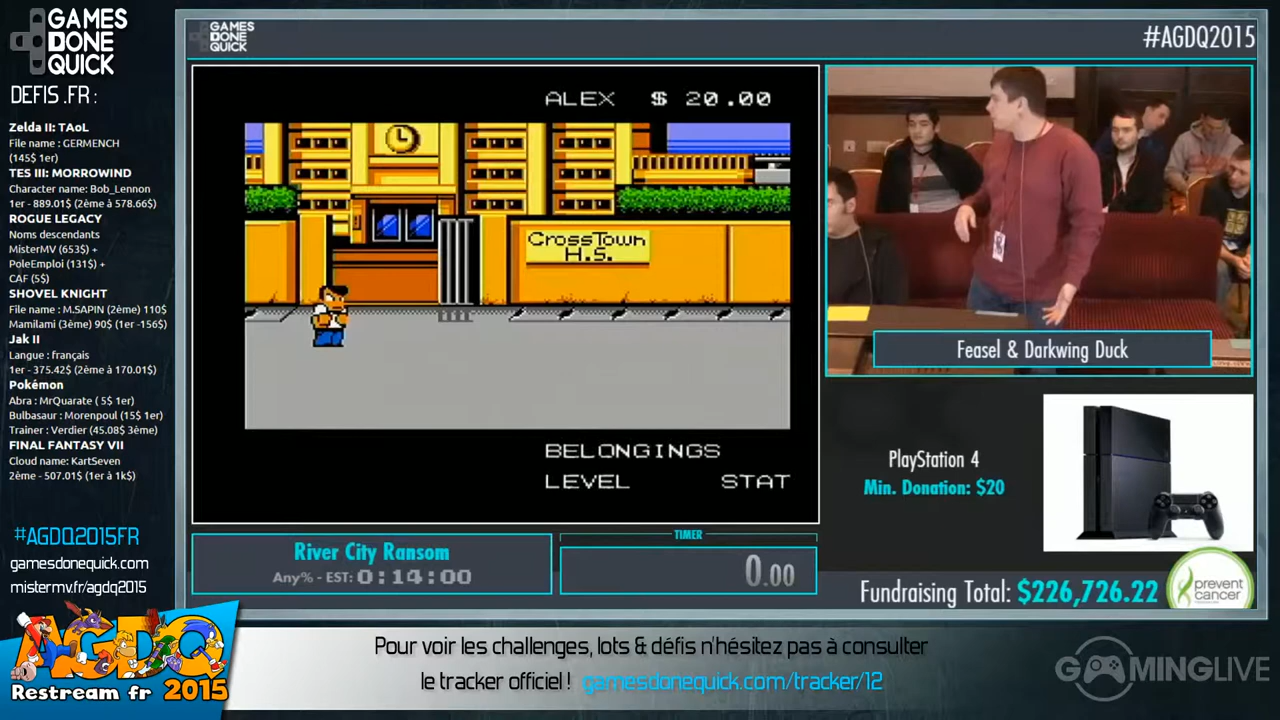 GAMES
DONE
QUICK
DEFIS .FR :
Zelda II: TAoL
File name : GERMENCH
(145$ 1er)
TES III: MORROWIND
Character name: Bob_Lennon
1er - 889.01$ (2ème à 578.66$)
ROGUE LEGACY
Noms descendants
MisterMV (653$) +
PoleEmploi (131$) +
CAF (5$)
SHOVEL KNIGHT
File name : M.SAPIN (2ème) 110$
Mamilami (3ème) 90$ (1er -156$)
Jak II
Langue : français
1er - 375.42$ (2ème à 170.01$)
Pokémon
Abra : MrQuarate ( 5$ 1er)
Bulbasaur : Morenpoul (15$ 1er)
Trainer : Verdier (45.08$ 3ème)
FINAL FANTASY VII
Cloud name: KartSeven
2ème - 507.01$ (1er à 1k$)
#AGDQ2015FR
gamesdonequick.com
mistermv.fr/agdq2015
AGDQ
Restream fr 2015
GAMES
DONE
QUICK
#AGDQ2015
ALEX $ 20.00
CrossTown
H.S.
BELONGINGS
LEVEL STAT
Feasel & Darkwing Duck
PlayStation 4
Min. Donation: $20
River City Ransom
Any% - EST: 0:14:00
TIMER
0.00
Fundraising Total: $226,726.22
prevent
cancer
Pour voir les challenges, lots & défis n'hésitez pas à consulter
le tracker officiel ! gamesdonequick.com/tracker/12
GAMINGLIVE